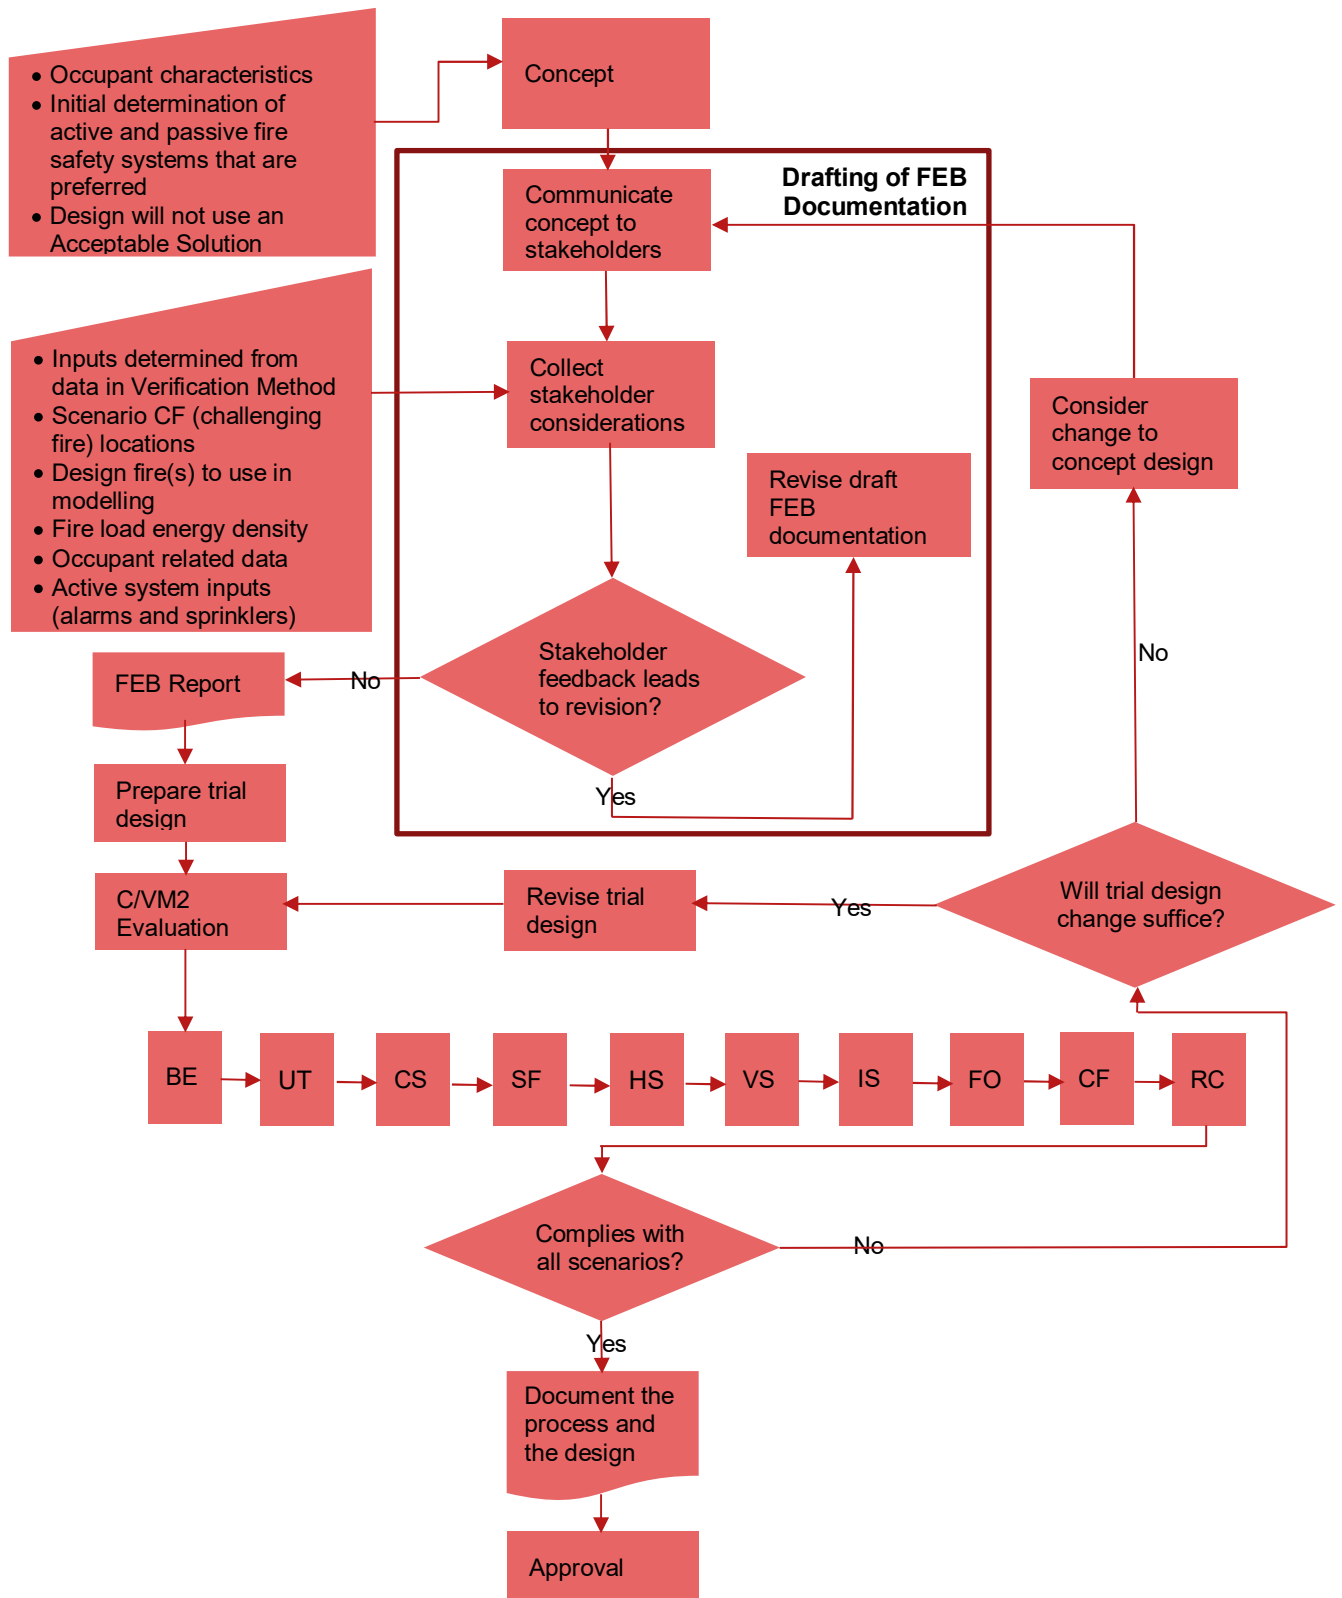 • Occupant characteristics
• Initial determination of
active and passive fire
safety systems that are
preferred
• Design will not use an
Acceptable Solution
Concept
Drafting of FEB
Documentation
Communicate
concept to
stakeholders
• Inputs determined from
data in Verification Method
• Scenario CF (challenging
fire) locations
• Design fire(s) to use in
modelling
• Fire load energy density
• Occupant related data
• Active system inputs
(alarms and sprinklers)
Collect
stakeholder
considerations
Consider
change to
concept design
Revise draft
FEB
documentation
Stakeholder
feedback leads
to revision?
No
No
FEB Report
Yes
Prepare trial
design
C/VM2
Evaluation
Revise trial
design
Yes
Will trial design
change suffice?
BE
UT
CS
SF
HS
VS
IS
FO
CF
RC
Complies with
all scenarios?
No
Yes
Document the
process and
the design
Approval